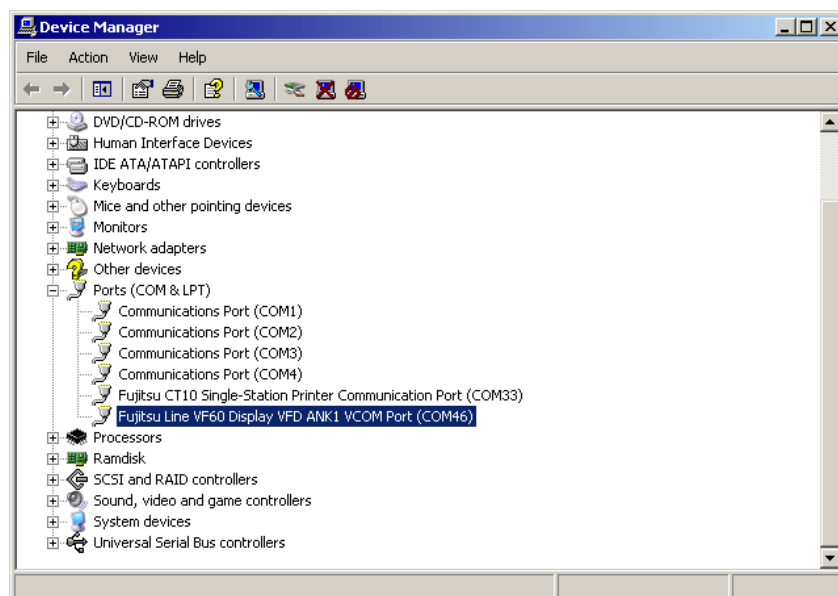 Device Manager
File Action View Help
DVD/CD-ROM drives
Human Interface Devices
IDE ATA/ATAPI controllers
Keyboards
Mice and other pointing devices
Monitors
Network adapters
Other devices
Ports (COM & LPT)
Communications Port (COM1)
Communications Port (COM2)
Communications Port (COM3)
Communications Port (COM4)
Fujitsu CT10 Single-Station Printer Communication Port (COM33)
Fujitsu Line VF60 Display VFD ANK1 VCOM Port (COM46)
Processors
Ramdisk
SCSI and RAID controllers
Sound, video and game controllers
System devices
Universal Serial Bus controllers